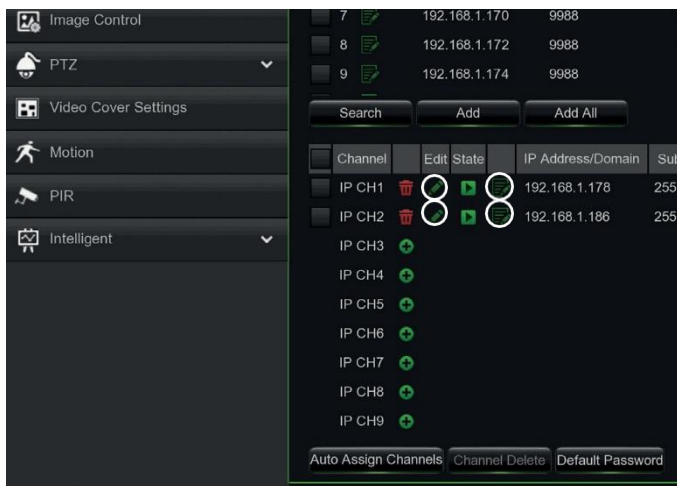 Image Control
PTZ
Video Cover Settings
Motion
PIR
Intelligent
7 192.168.1.170 9988
8 192.168.1.172 9988
9 192.168.1.174 9988
Search Add Add All
Channel Edit State IP Address/Domain Sul
IP CH1 192.168.1.178 255
IP CH2 192.168.1.186 255
IP CH3
IP CH4
IP CH5
IP CH6
IP CH7
IP CH8
IP CH9
Auto Assign Channels Channel Delete Default Password